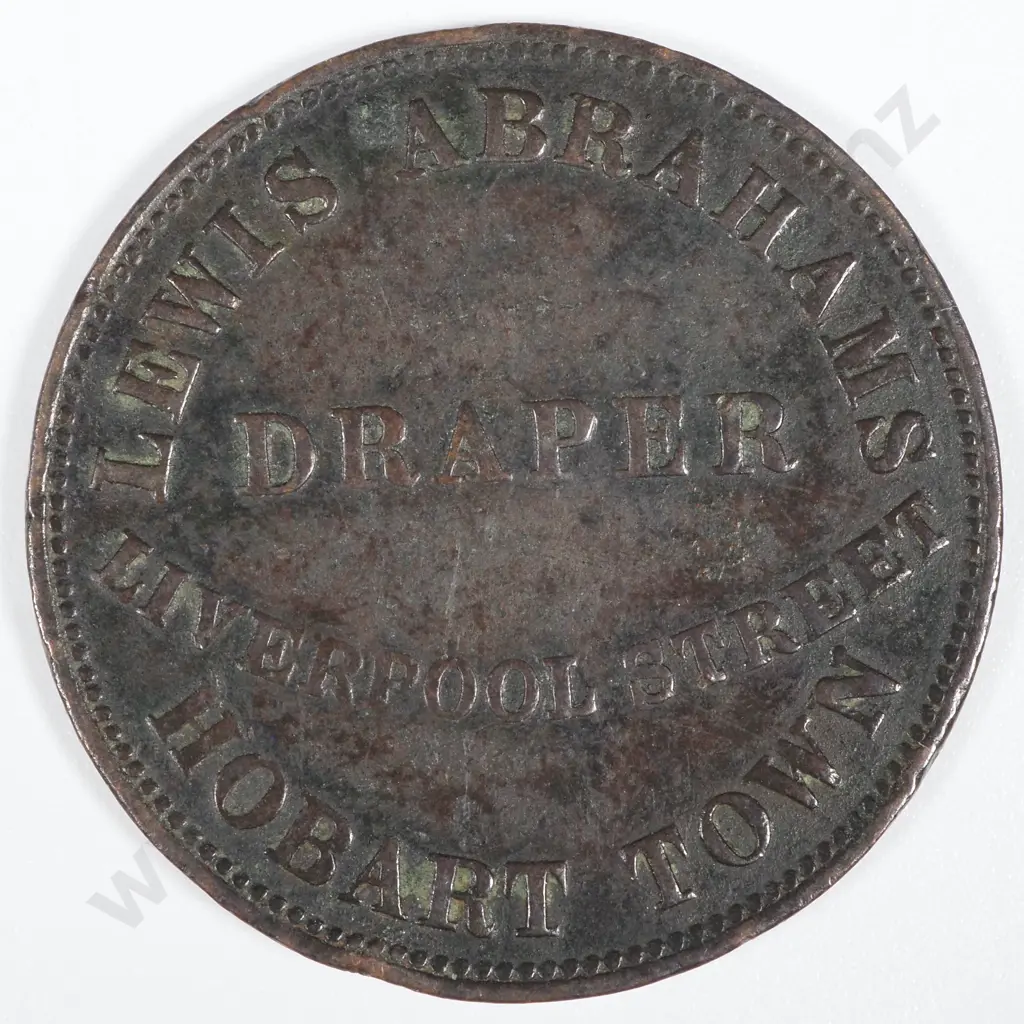 LEWIS ABRAHAMS
DRAPER
LIVERPOOL STREET
HOBART TOWN